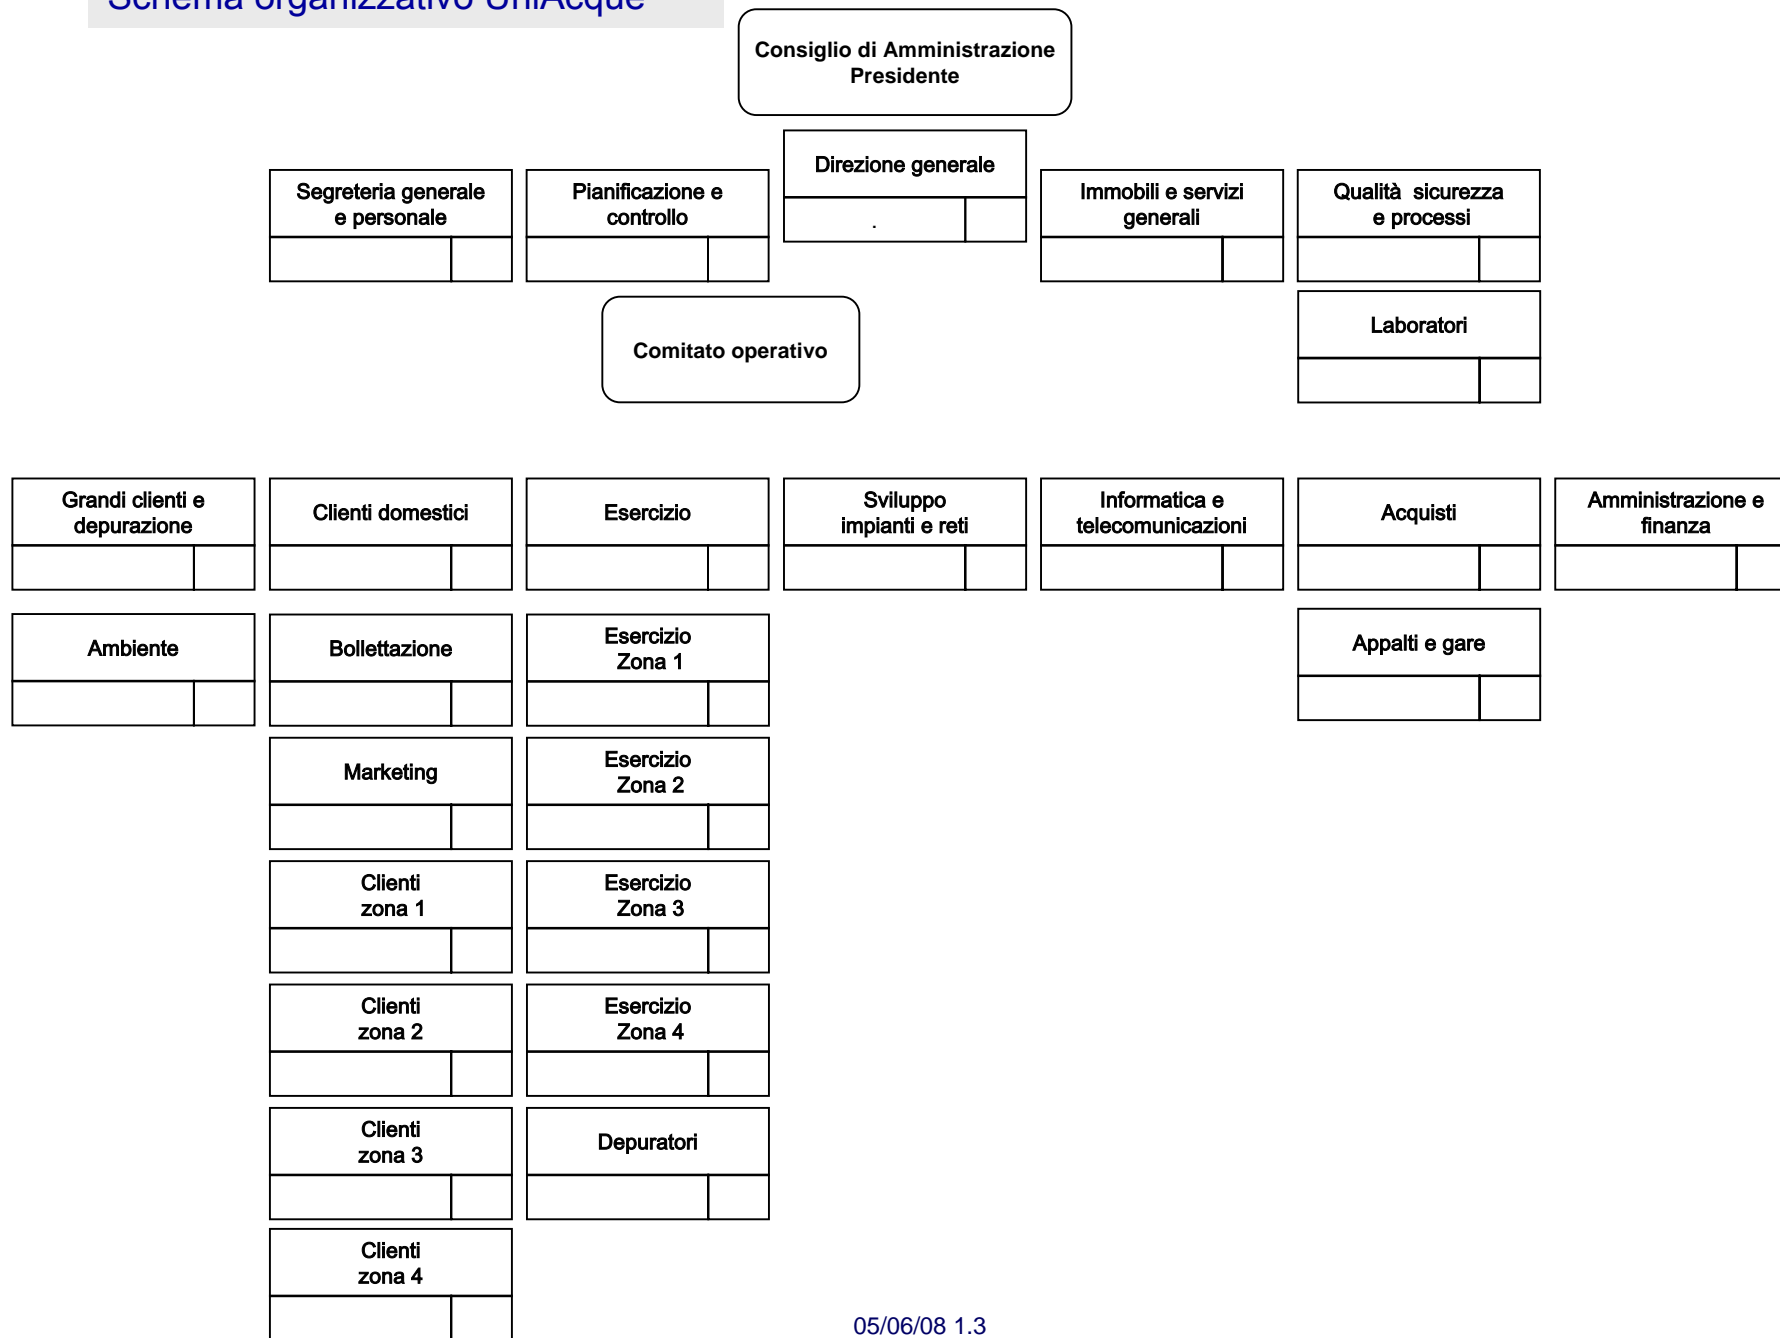 Schema organizzativo UniAcque
Consiglio di Amministrazione
Presidente
Direzione generale
.
Segreteria generale
e personale
Pianificazione e
controllo
Immobili e servizi
generali
Qualità sicurezza
e processi
Comitato operativo
Laboratori
Grandi clienti e
depurazione
Clienti domestici
Esercizio
Sviluppo
impianti e reti
Informatica e
telecomunicazioni
Acquisti
Amministrazione e
finanza
Ambiente
Bollettazione
Esercizio
Zona 1
Appalti e gare
Marketing
Esercizio
Zona 2
Clienti
zona 1
Esercizio
Zona 3
Clienti
zona 2
Esercizio
Zona 4
Clienti
zona 3
Depuratori
Clienti
zona 4
05/06/08 1.3